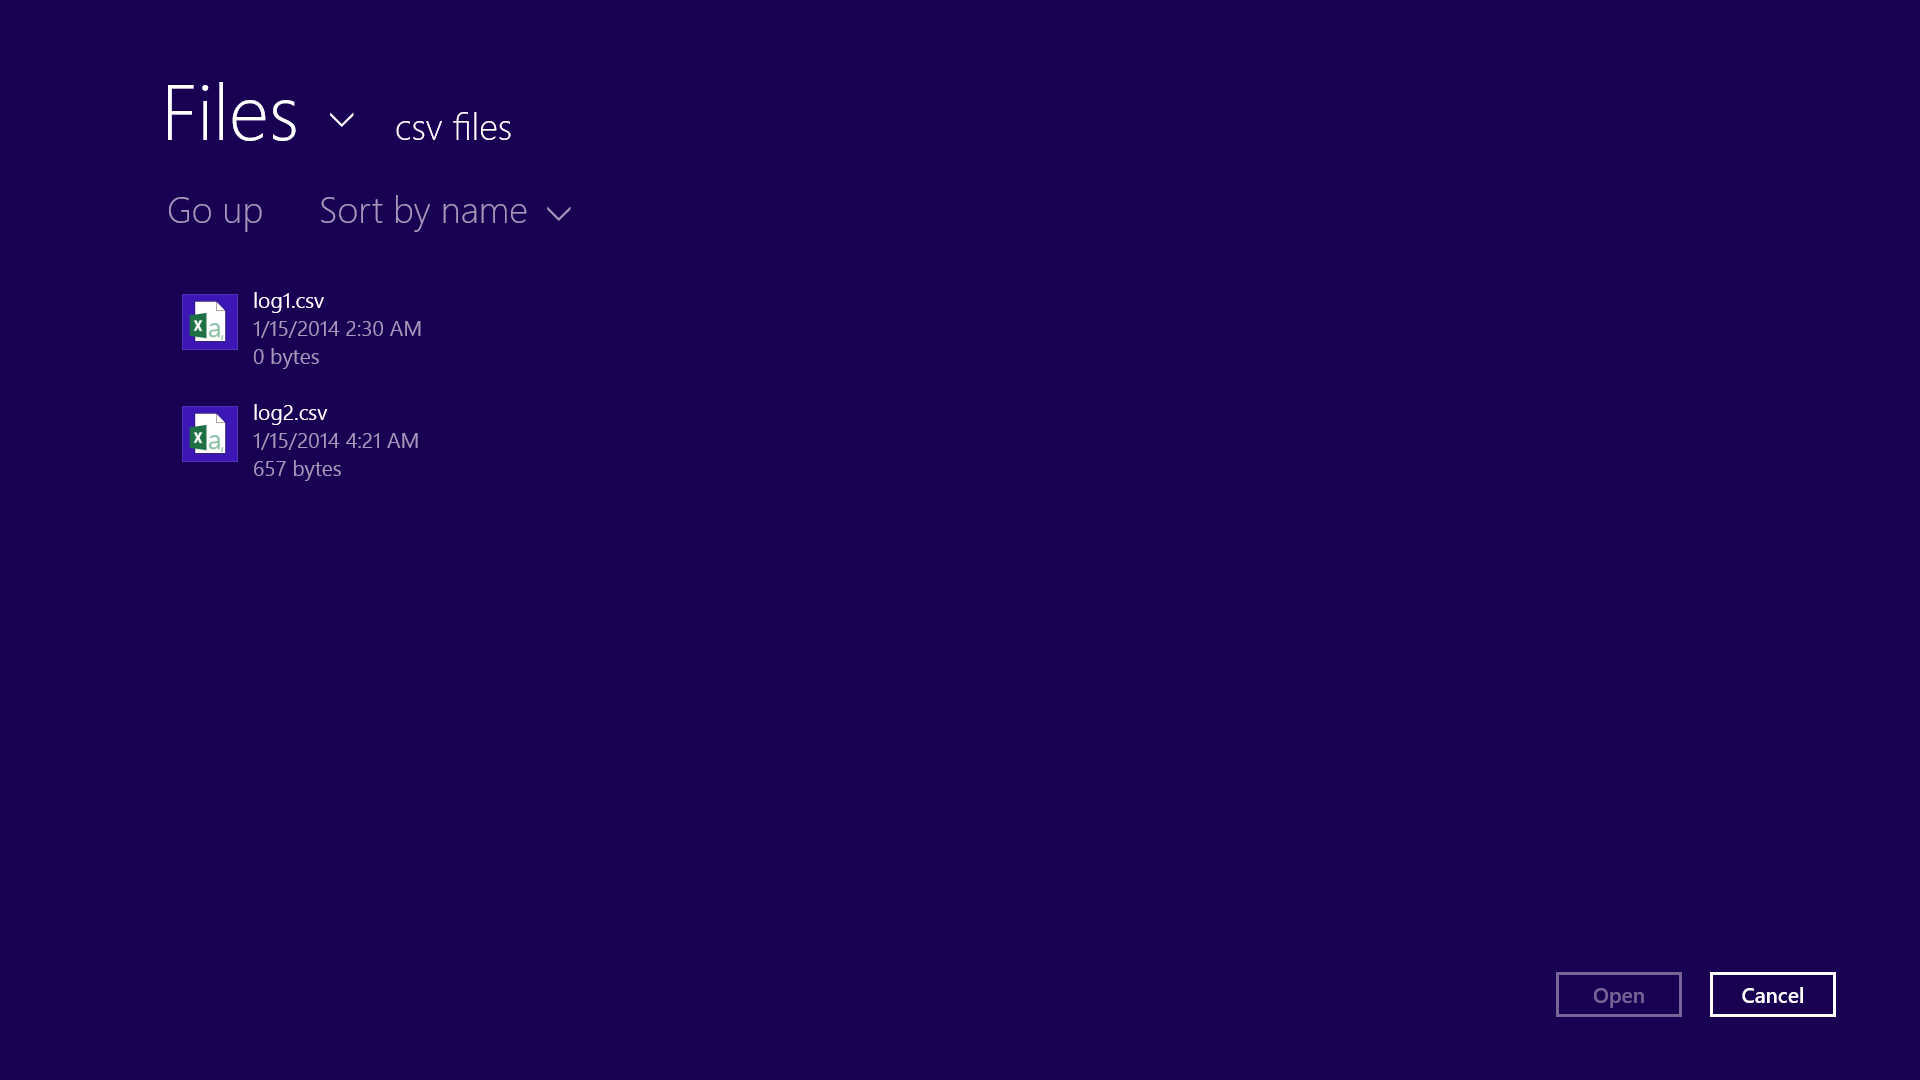 Files csv files
Go up Sort by name
log1.csv
1/15/2014 2:30 AM
0 bytes
log2.csv
1/15/2014 4:21 AM
657 bytes
Open Cancel